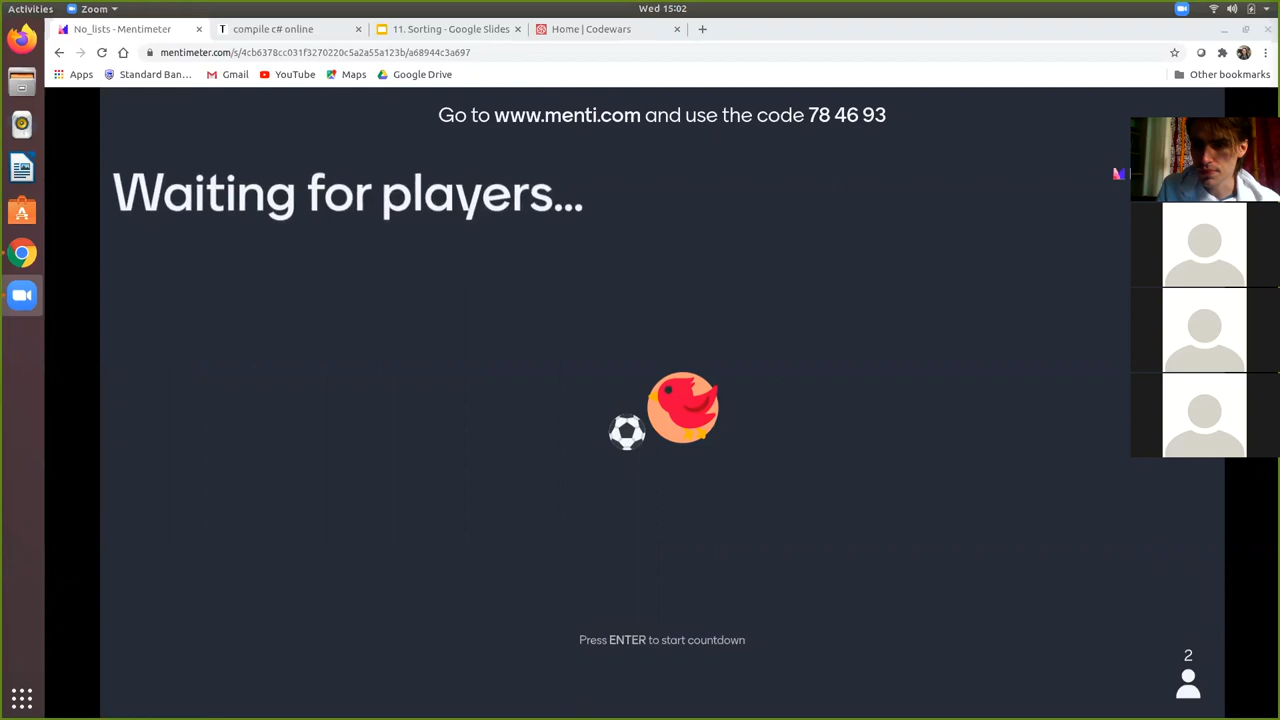 Activities
Zoom
Wed 15:02
No_lists - Mentimeter
compile c# online
11. Sorting - Google Slides
Home | Codewars
mentimeter.com/s/4cb6378cc031f3270220c5a2a55a123b/a68944c3a697
Apps
Standard Ban...
Gmail
YouTube
Maps
Google Drive
Other bookmarks
Go to www.menti.com and use the code 78 46 93
Waiting for players...
Press ENTER to start countdown
2